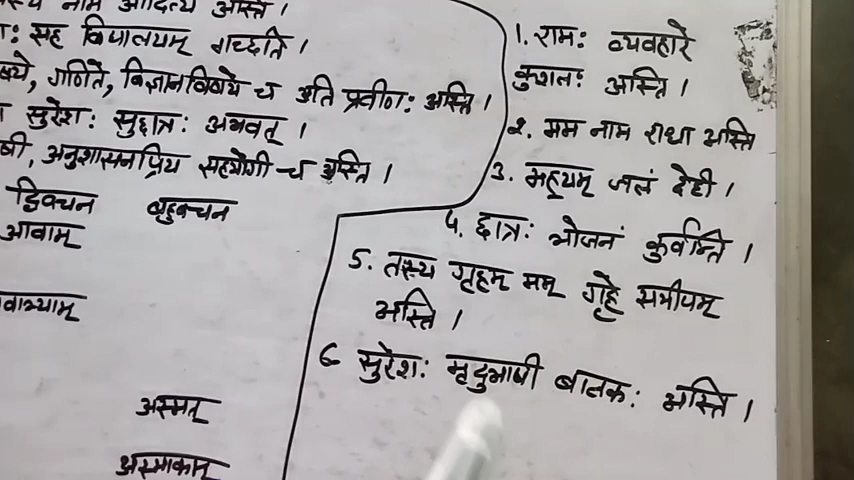 नाम आदित्य अस्ति ।
सह विद्यालयम् गच्छति ।
गणिते, विज्ञानविषये च अति प्रवीणः अस्ति ।
सुरेशः सुछात्रः अभवत् ।
अनुशासनप्रिय सहयोगी च अस्ति ।
द्विवचन बहुवचन
आवाम्
वाभ्याम्
अस्मत्
अस्माकम्
1. रामः व्यवहारे
कुशलः अस्ति ।
2. मम नाम राधा अस्ति
3. मह्यम् जलं देही ।
4. छात्रः भोजनं कुर्वन्ति ।
5. तस्य गृहम् मम् गृहे समीपम्
अस्ति ।
6 सुरेशः मृदुभाषी बालकः अस्ति ।